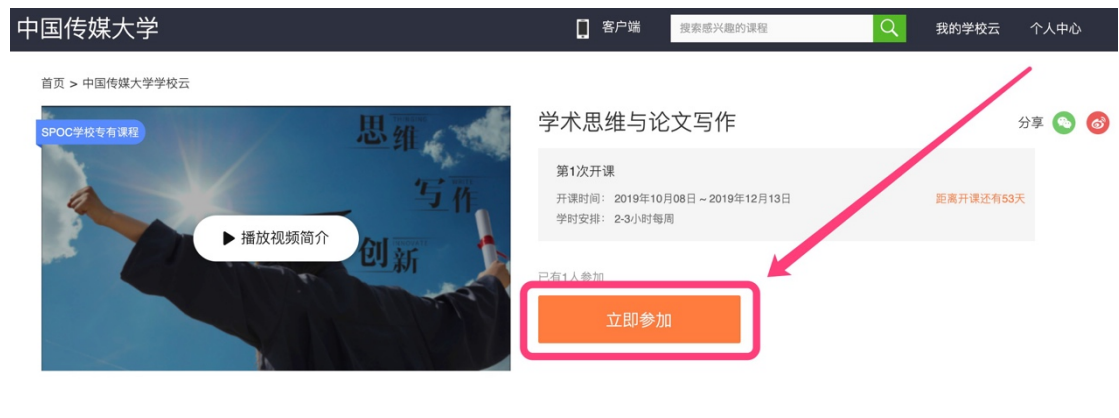 中国传媒大学
客户端
搜索感兴趣的课程
我的学校云
个人中心
首页 > 中国传媒大学学校云
SPOC学校专有课程
思维
写作
创新
播放视频简介
学术思维与论文写作
分享
第1次开课
开课时间： 2019年10月08日 ~ 2019年12月13日
距离开课还有53天
学时安排： 2-3小时每周
已有1人参加
立即参加